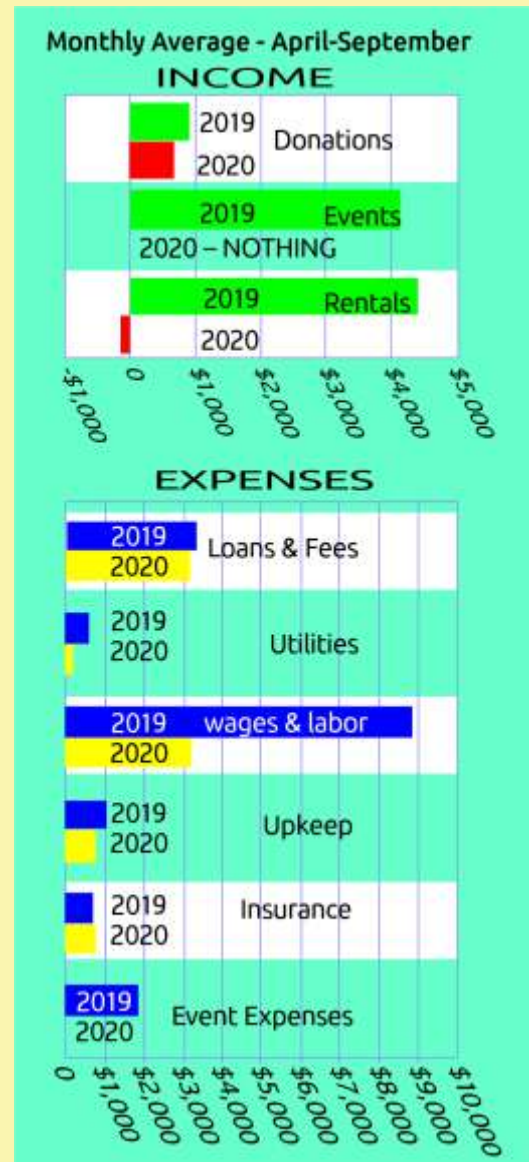 Monthly Average - April-September
INCOME
2019
Donations
2020
2019 Events
2020 – NOTHING
2019 Rentals
2020
-$1,000 0 $1,000 $2,000 $3,000 $4,000 $5,000
EXPENSES
2019
Loans & Fees
2020
2019
Utilities
2020
2019 wages & labor
2020
2019
Upkeep
2020
2019
Insurance
2020
2019
Event Expenses
2020
0 $1,000 $2,000 $3,000 $4,000 $5,000 $6,000 $7,000 $8,000 $9,000 $10,000